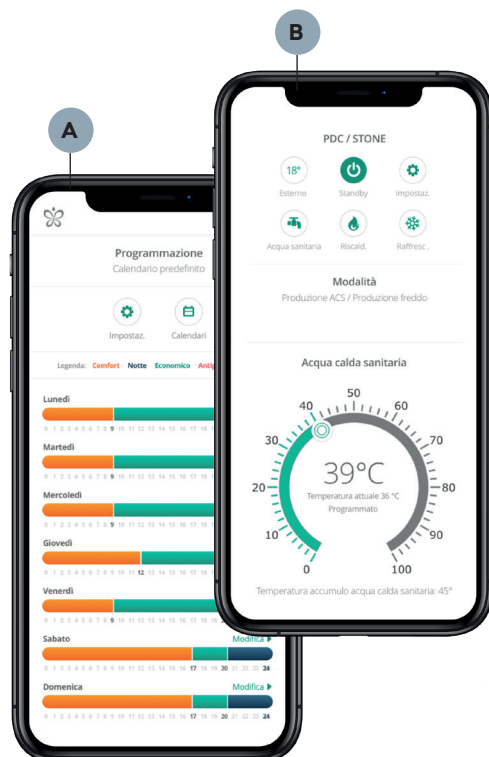 B
A
PDC / STONE
18°
Esterno
Standby
impostaz.
Acqua sanitaria
Riscald.
Raffresc .
Modalità
Produzione ACS / Produzione freddo
Acqua calda sanitaria
0
10
20
30
40
50
60
70
80
90
100
39°C
Temperatura attuale 36 °C
Programmato
Temperatura accumulo acqua calda sanitaria: 45°
Programmazione
Calendario predefinito
Impostaz.
Calendari
Legenda: Comfort Notte Economico
Lunedì
0 1 2 3 4 5 6 7 8 9 10 11 12 13 14 15 16 17
Martedì
0 1 2 3 4 5 6 7 8 9 10 11 12 13 14 15 16 17
Mercoledì
0 1 2 3 4 5 6 7 8 9 10 11 12 13 14 15 16 17
Giovedì
0 1 2 3 4 5 6 7 8 9 10 11 12 13 14 15 16 17
Venerdì
0 1 2 3 4 5 6 7 8 9 10 11 12 13 14 15 16 17 18 19
Sabato Modifica
0 1 2 3 4 5 6 7 8 9 10 11 12 13 14 15 16 17 18 19 20 21 22 23 24
Domenica Modifica
0 1 2 3 4 5 6 7 8 9 10 11 12 13 14 15 16 17 18 19 20 21 22 23 24